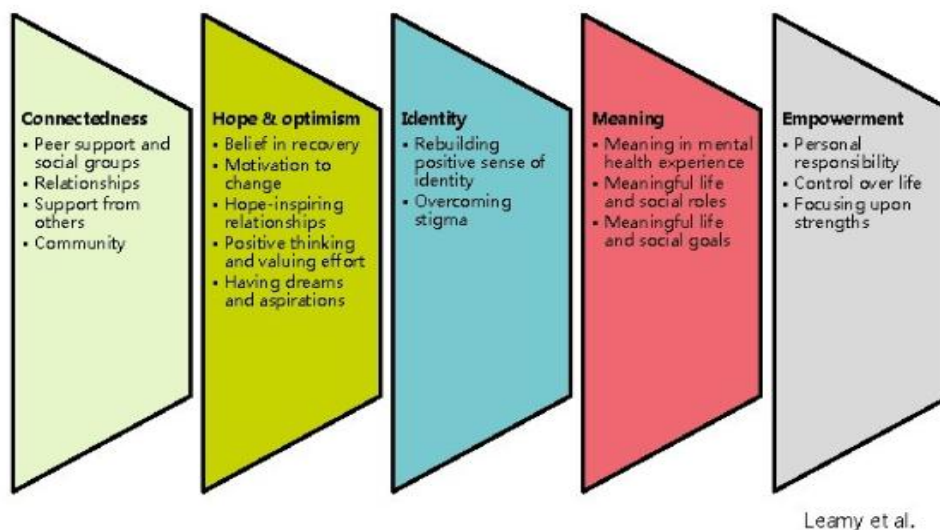 Connectedness
▪ Peer support and
social groups
▪ Relationships
▪ Support from
others
▪ Community
Hope & optimism
▪ Belief in recovery
▪ Motivation to
change
▪ Hope-inspiring
relationships
▪ Positive thinking
and valuing effort
▪ Having dreams
and aspirations
Identity
▪ Rebuilding
positive sense of
identity
▪ Overcoming
stigma
Meaning
▪ Meaning in mental
health experience
▪ Meaningful life
and social roles
▪ Meaningful life
and social goals
Empowerment
▪ Personal
responsibility
▪ Control over life
▪ Focusing upon
strengths
Leamy et al.